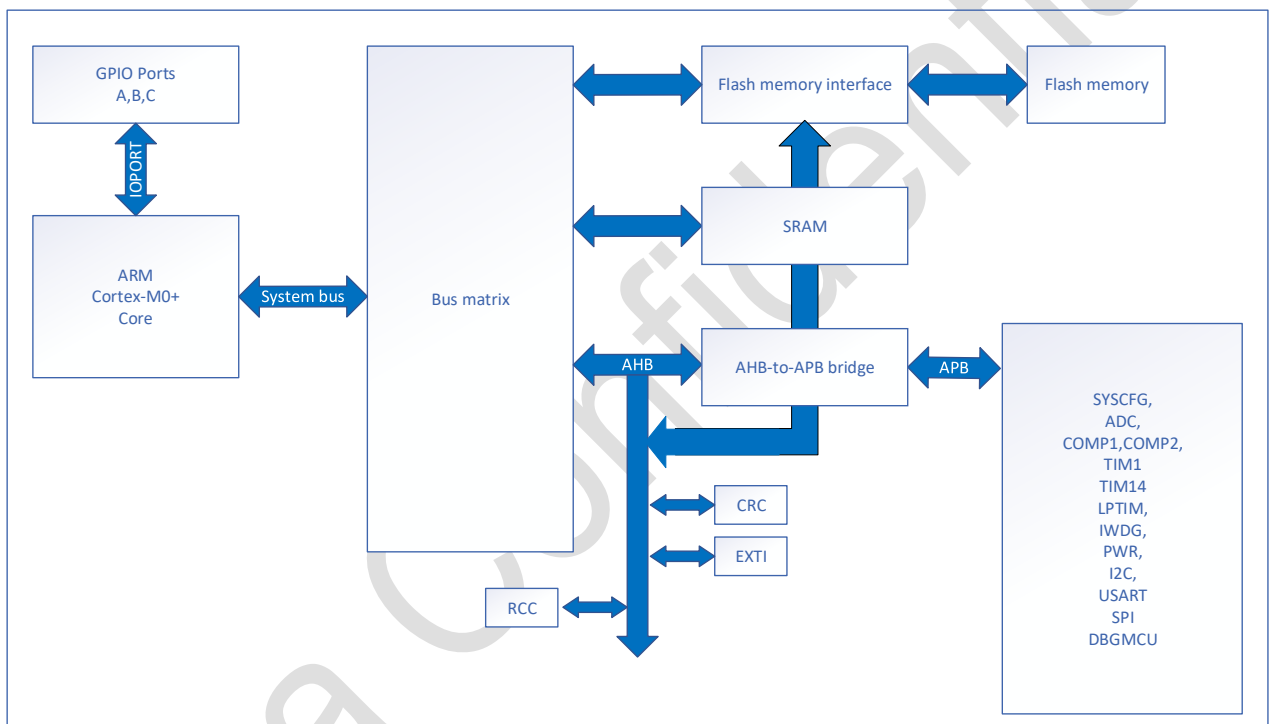 GPIO Ports
A,B,C
IOPORT
ARM
Cortex-M0+
Core
System bus
Bus matrix
Flash memory interface
Flash memory
SRAM
AHB
AHB-to-APB bridge
APB
SYSCFG,
ADC,
COMP1,COMP2,
TIM1
TIM14
LPTIM,
IWDG,
PWR,
I2C,
USART
SPI
DBGMCU
CRC
EXTI
RCC
a Confidential